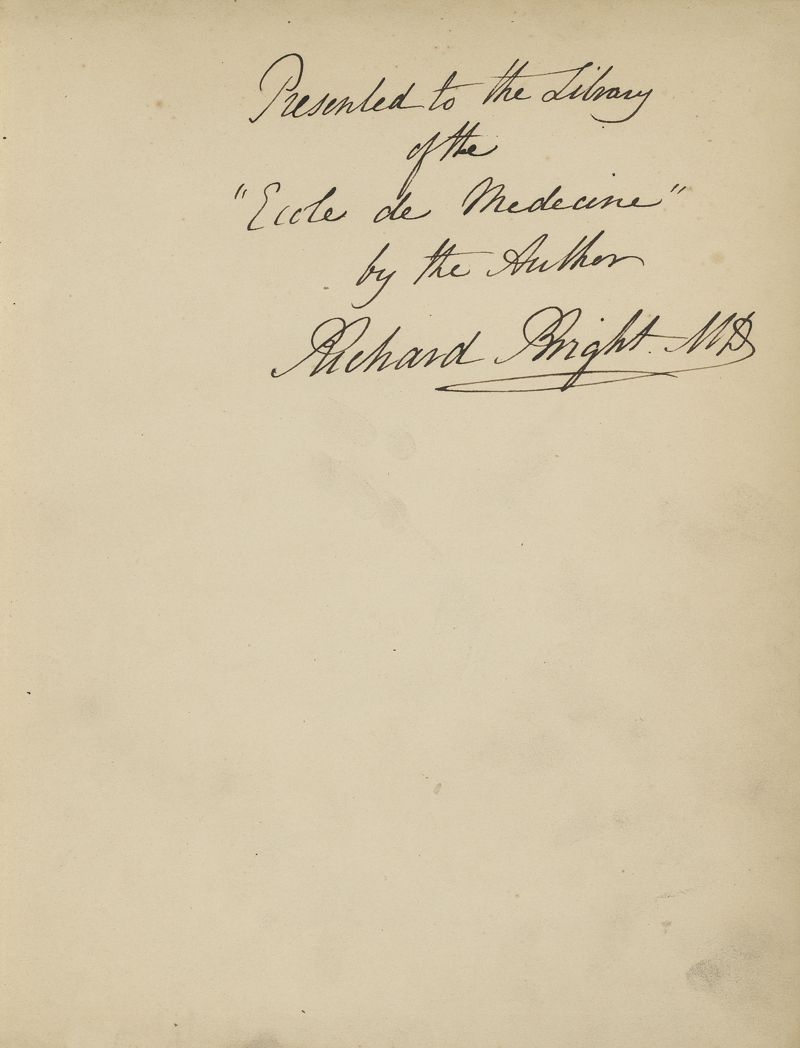 Presented to the Library
of the
"Ecole de Medecine"
by the Author
Richard Bright. MD